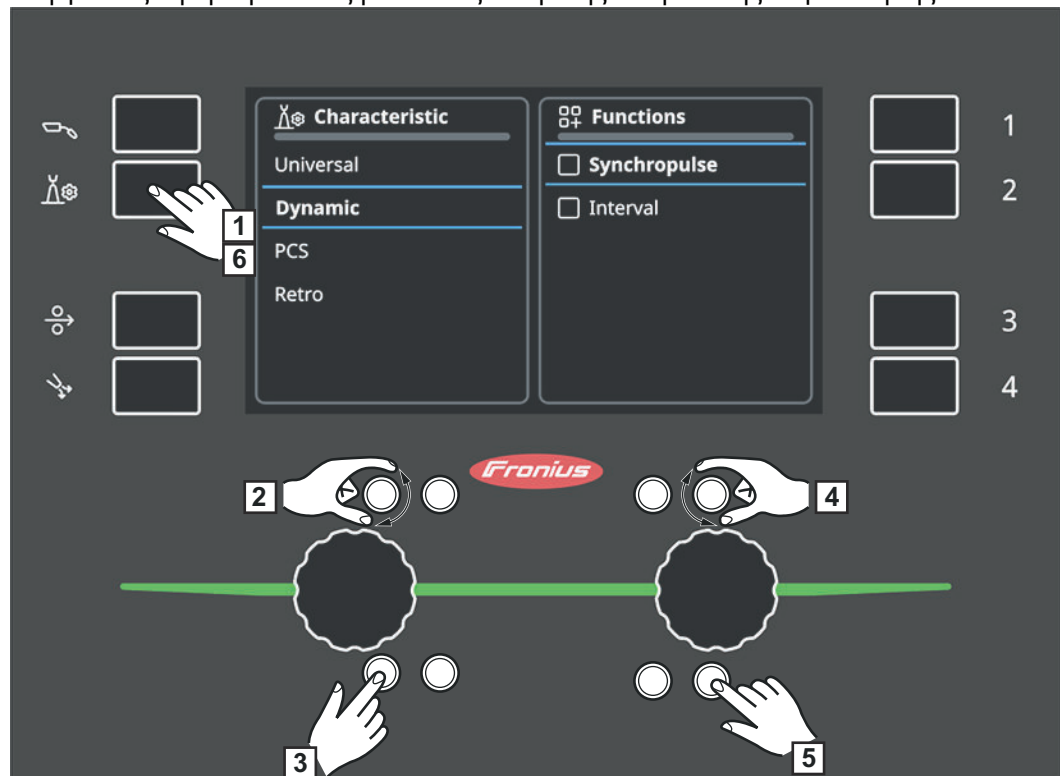 Characteristic
Universal
Dynamic
PCS
Retro
Functions
Synchropulse
Interval
1
2
3
4
1
6
Fronius
2
4
3
5